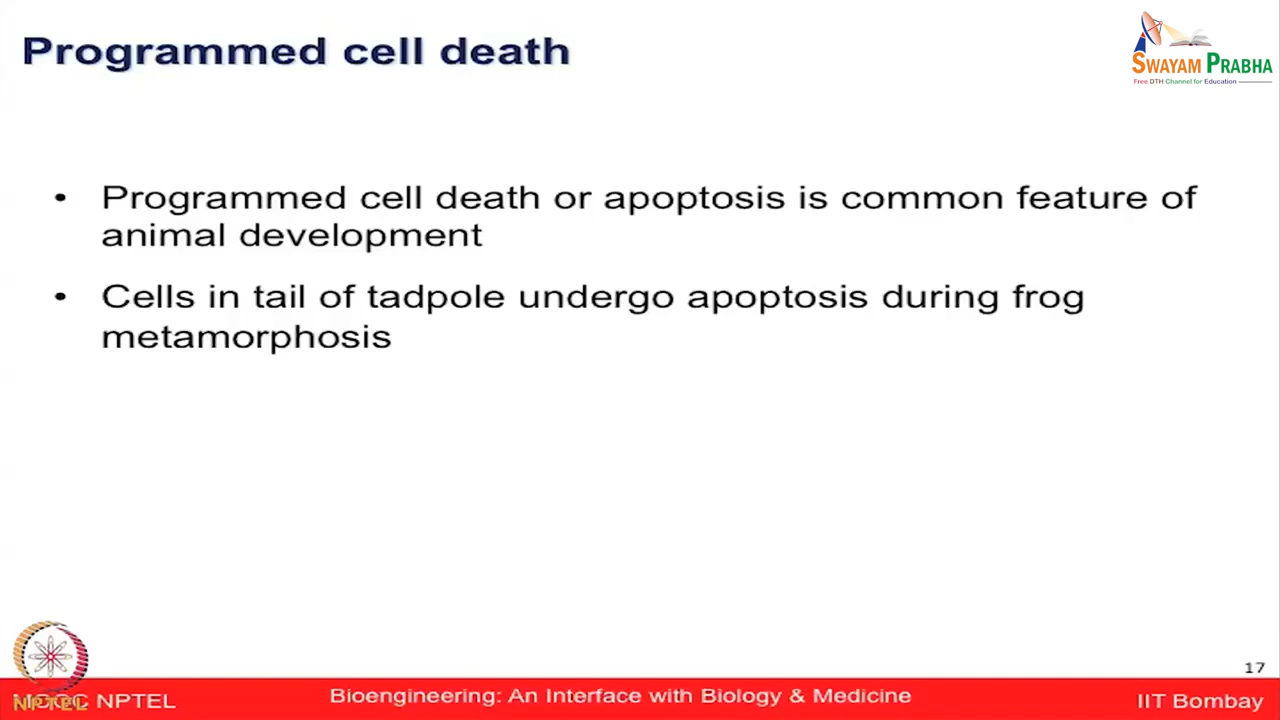 Programmed cell death
SWAYAM PRABHA
Free DTH Channel for Education
• Programmed cell death or apoptosis is common feature of
animal development
• Cells in tail of tadpole undergo apoptosis during frog
metamorphosis
17
NPTEL
NPTEL
Bioengineering: An Interface with Biology & Medicine
IIT Bombay